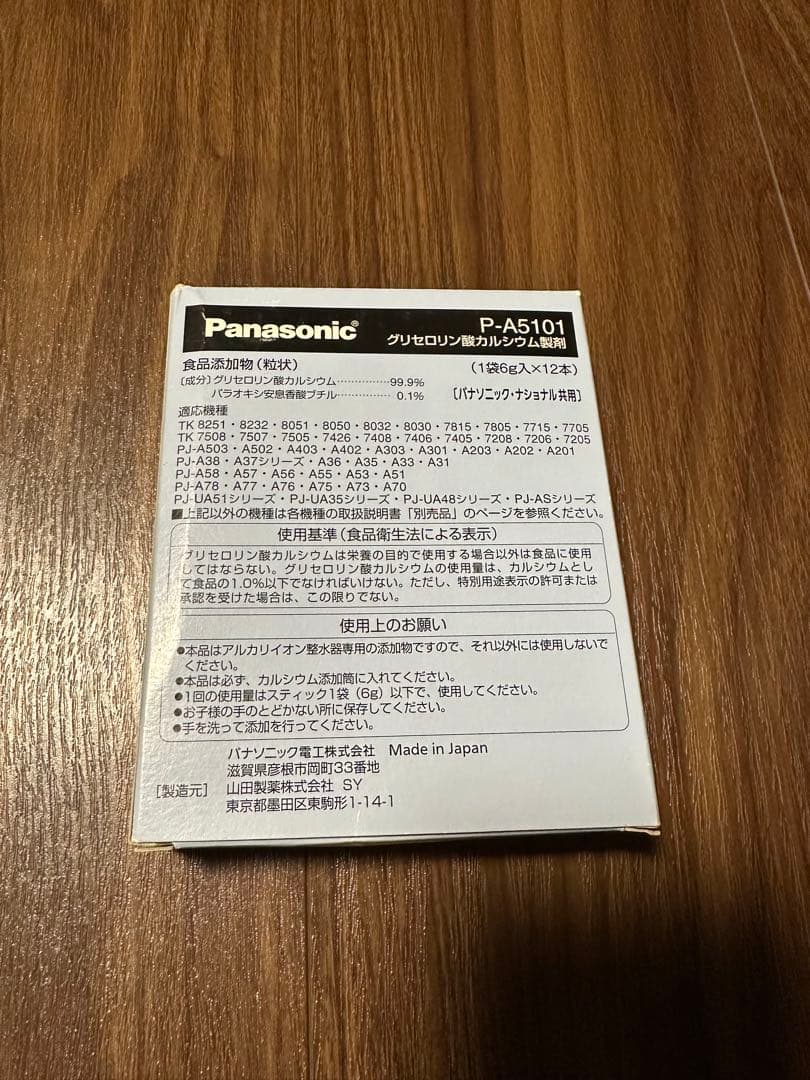 Panasonic®
P-A5101
グリセロリン酸カルシウム製剤
食品添加物(粒状)
(1袋6g入×12本)
〔成分〕グリセロリン酸カルシウム……………99.9%
パラオキシ安息香酸ブチル…………… 0.1%
〔パナソニック・ナショナル共用〕
適応機種
TK 8251・8232・8051・8050・8032・8030・7815・7805・7715・7705
TK 7508・7507・7505・7426・7408・7406・7405・7208・7206・7205
PJ-A503・A502・A403・A402・A303・A301・A203・A202・A201
PJ-A38・A37シリーズ・A36・A35・A33・A31
PJ-A58・A57・A56・A55・A53・A51
PJ-A78・A77・A76・A75・A73・A70
PJ-UA51シリーズ・PJ-UA35シリーズ・PJ-UA48シリーズ・PJ-ASシリーズ
■上記以外の機種は各機種の取扱説明書「別売品」のページを参照ください。
使用基準(食品衛生法による表示)
グリセロリン酸カルシウムは栄養の目的で使用する場合以外は食品に使用
してはならない。グリセロリン酸カルシウムの使用量は、カルシウムとし
て食品の1.0%以下でなければいけない。ただし、特別用途表示の許可または
承認を受けた場合は、この限りでない。
使用上のお願い
●本品はアルカリイオン整水器専用の添加物ですので、それ以外には使用しないで
ください。
●本品は必ず、カルシウム添加筒に入れてください。
●1回の使用量はスティック1袋(6g)以下で、使用してください。
●お子様の手のとどかない所に保存してください。
●手を洗って添加を行ってください。
パナソニック電工株式会社 Made in Japan
滋賀県彦根市岡町33番地
[製造元] 山田製薬株式会社 SY
東京都墨田区東駒形1-14-1